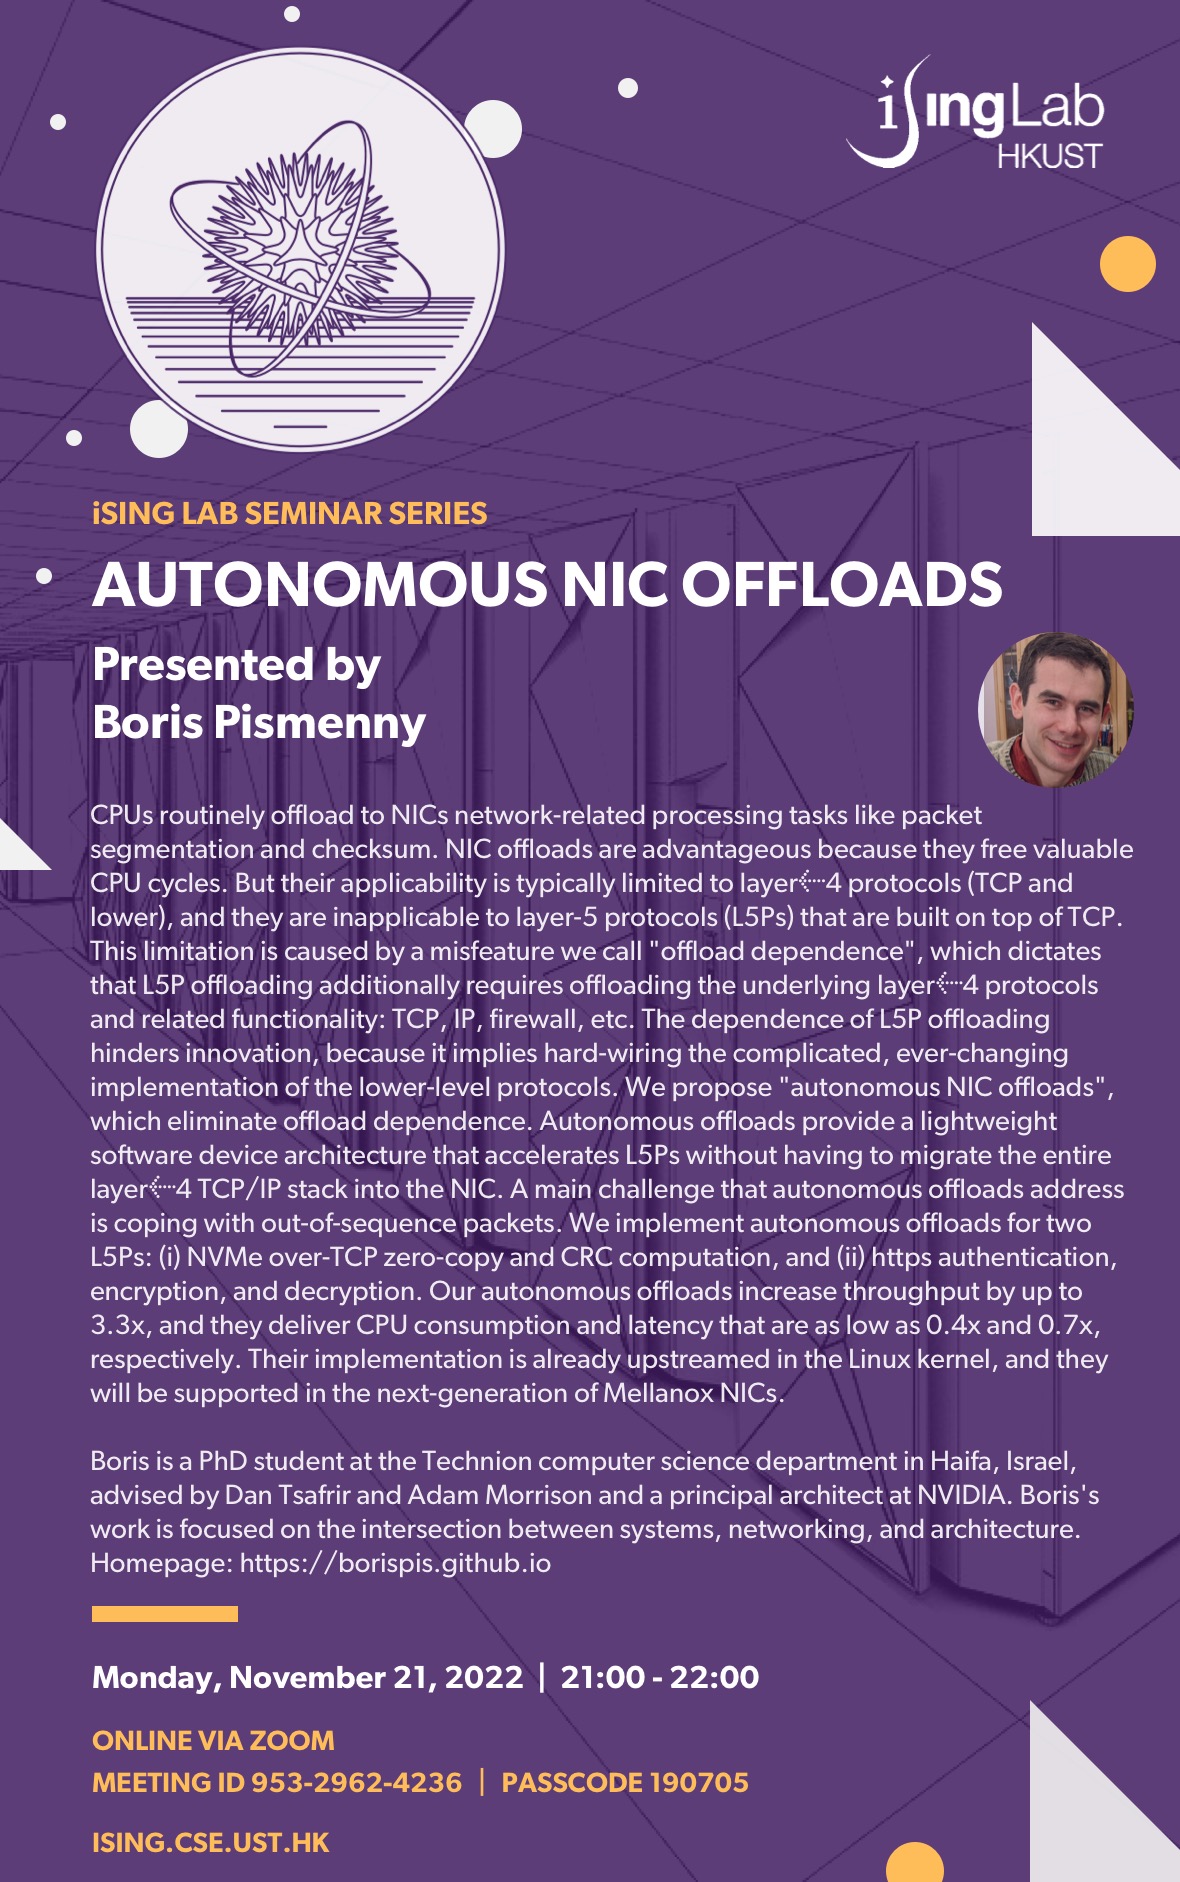 iSingLab
HKUST
iSING LAB SEMINAR SERIES
AUTONOMOUS NIC OFFLOADS
Presented by
Boris Pismenny
CPUs routinely offload to NICs network-related processing tasks like packet
segmentation and checksum. NIC offloads are advantageous because they free valuable
CPU cycles. But their applicability is typically limited to layer⇠4 protocols (TCP and
lower), and they are inapplicable to layer-5 protocols (L5Ps) that are built on top of TCP.
This limitation is caused by a misfeature we call "offload dependence", which dictates
that L5P offloading additionally requires offloading the underlying layer⇠4 protocols
and related functionality: TCP, IP, firewall, etc. The dependence of L5P offloading
hinders innovation, because it implies hard-wiring the complicated, ever-changing
implementation of the lower-level protocols. We propose "autonomous NIC offloads",
which eliminate offload dependence. Autonomous offloads provide a lightweight
software device architecture that accelerates L5Ps without having to migrate the entire
layer⇠4 TCP/IP stack into the NIC. A main challenge that autonomous offloads address
is coping with out-of-sequence packets. We implement autonomous offloads for two
L5Ps: (i) NVMe over-TCP zero-copy and CRC computation, and (ii) https authentication,
encryption, and decryption. Our autonomous offloads increase throughput by up to
3.3x, and they deliver CPU consumption and latency that are as low as 0.4x and 0.7x,
respectively. Their implementation is already upstreamed in the Linux kernel, and they
will be supported in the next-generation of Mellanox NICs.
Boris is a PhD student at the Technion computer science department in Haifa, Israel,
advised by Dan Tsafrir and Adam Morrison and a principal architect at NVIDIA. Boris's
work is focused on the intersection between systems, networking, and architecture.
Homepage: https://borispis.github.io
Monday, November 21, 2022 | 21:00 - 22:00
ONLINE VIA ZOOM
MEETING ID 953-2962-4236 | PASSCODE 190705
ISING.CSE.UST.HK